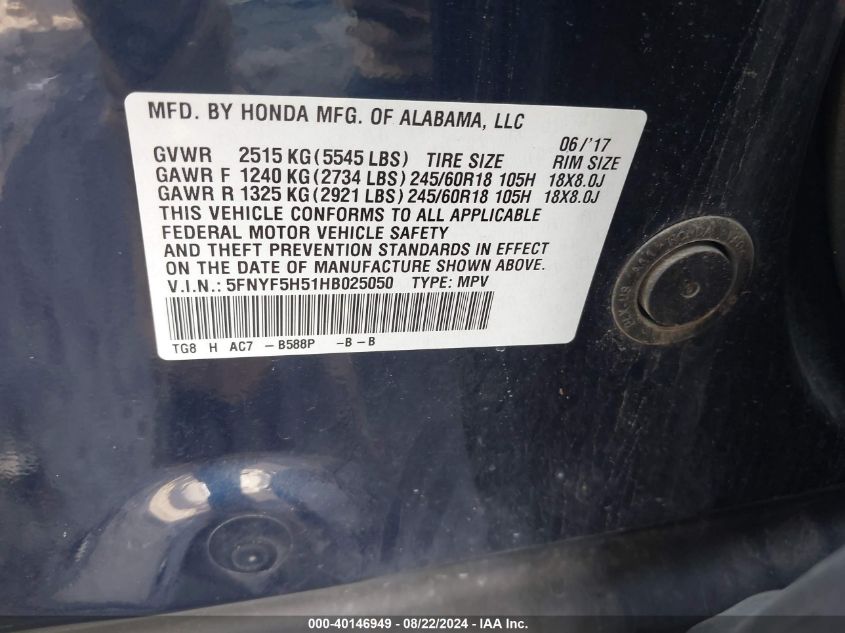 MFD. BY HONDA MFG. OF ALABAMA, LLC
06/'17
GVWR 2515 KG (5545 LBS) TIRE SIZE RIM SIZE
GAWR F 1240 KG (2734 LBS) 245/60R18 105H 18X8.0J
GAWR R 1325 KG (2921 LBS) 245/60R18 105H 18X8.0J
THIS VEHICLE CONFORMS TO ALL APPLICABLE
FEDERAL MOTOR VEHICLE SAFETY
AND THEFT PREVENTION STANDARDS IN EFFECT
ON THE DATE OF MANUFACTURE SHOWN ABOVE.
V.I.N.: 5FNYF5H51HB025050 TYPE: MPV
TG8 H AC7 - B588P - B - B
000-40146949 - 08/22/2024 - IAA Inc.